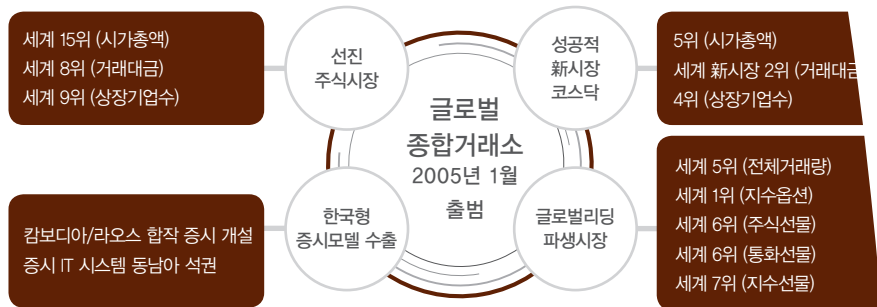 세계 15위 (시가총액)
세계 8위 (거래대금)
세계 9위 (상장기업수)
선진
주식시장
성공적
新시장
코스닥
5위 (시가총액)
세계 新시장 2위 (거래대금
4위 (상장기업수)
글로벌
종합거래소
2005년 1월
출범
캄보디아/라오스 합작 증시 개설
증시 IT 시스템 동남아 석권
한국형
증시모델 수출
글로벌리딩
파생시장
세계 5위 (전체거래량)
세계 1위 (지수옵션)
세계 6위 (주식선물)
세계 6위 (통화선물)
세계 7위 (지수선물)